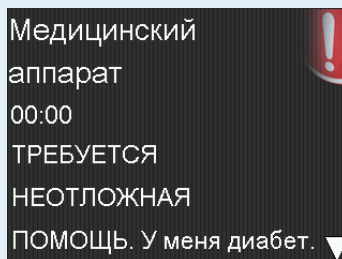 Медицинский
аппарат
00:00
ТРЕБУЕТСЯ
НЕОТЛОЖНАЯ
ПОМОЩЬ. У меня диабет.